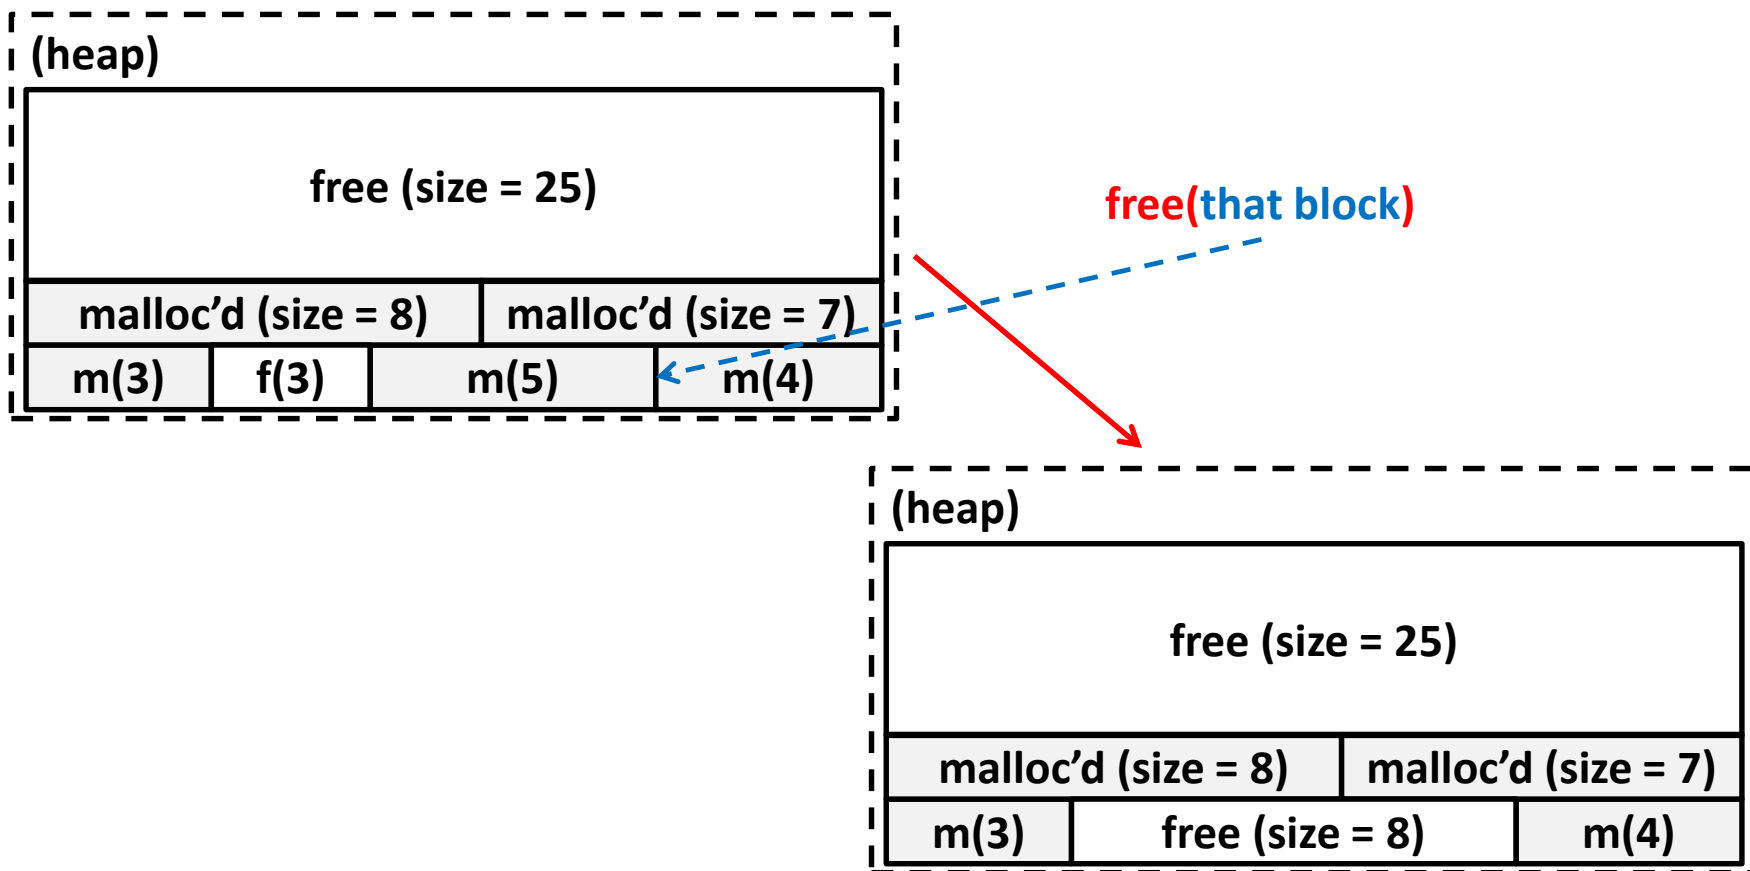 (heap)
free (size = 25)
free(that block)
malloc’d (size = 8) malloc’d (size = 7)
m(3) f(3) m(5) m(4)
(heap)
free (size = 25)
malloc’d (size = 8) malloc’d (size = 7)
m(3) free (size = 8) m(4)